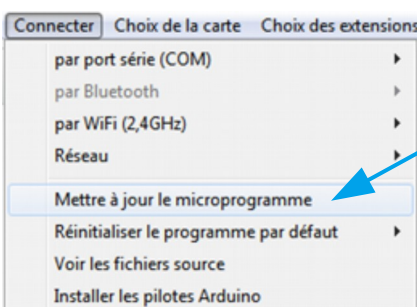 Connecter Choix de la carte Choix des extensions
par port série (COM)
par Bluetooth
par WiFi (2,4GHz)
Réseau
Mettre à jour le microprogramme
Réinitialiser le programme par défaut
Voir les fichiers source
Installer les pilotes Arduino